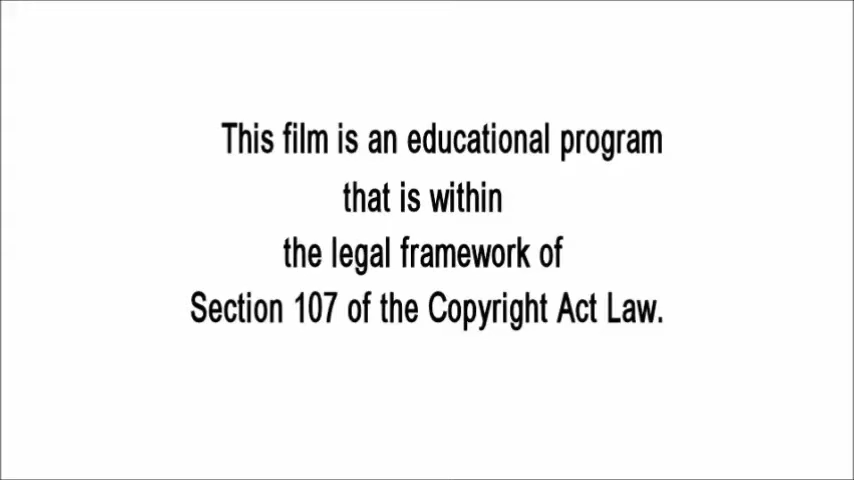 This film is an educational program
that is within
the legal framework of
Section 107 of the Copyright Act Law.